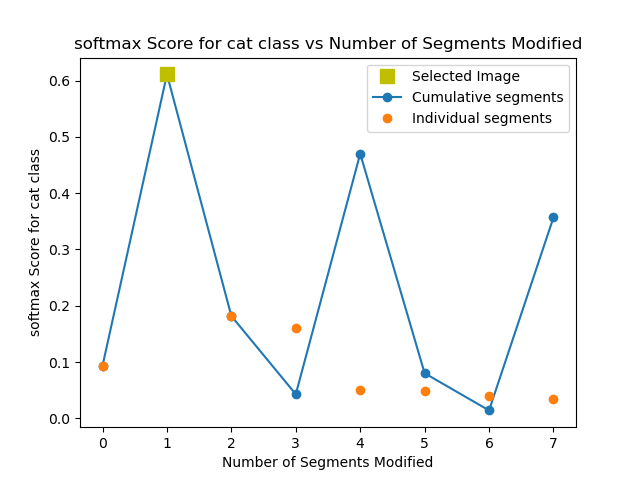 softmax Score for cat class vs Number of Segments Modified
Selected Image
Cumulative segments
Individual segments
softmax Score for cat class
0.6
0.5
0.4
0.3
0.2
0.1
0.0
0 1 2 3 4 5 6 7
Number of Segments Modified